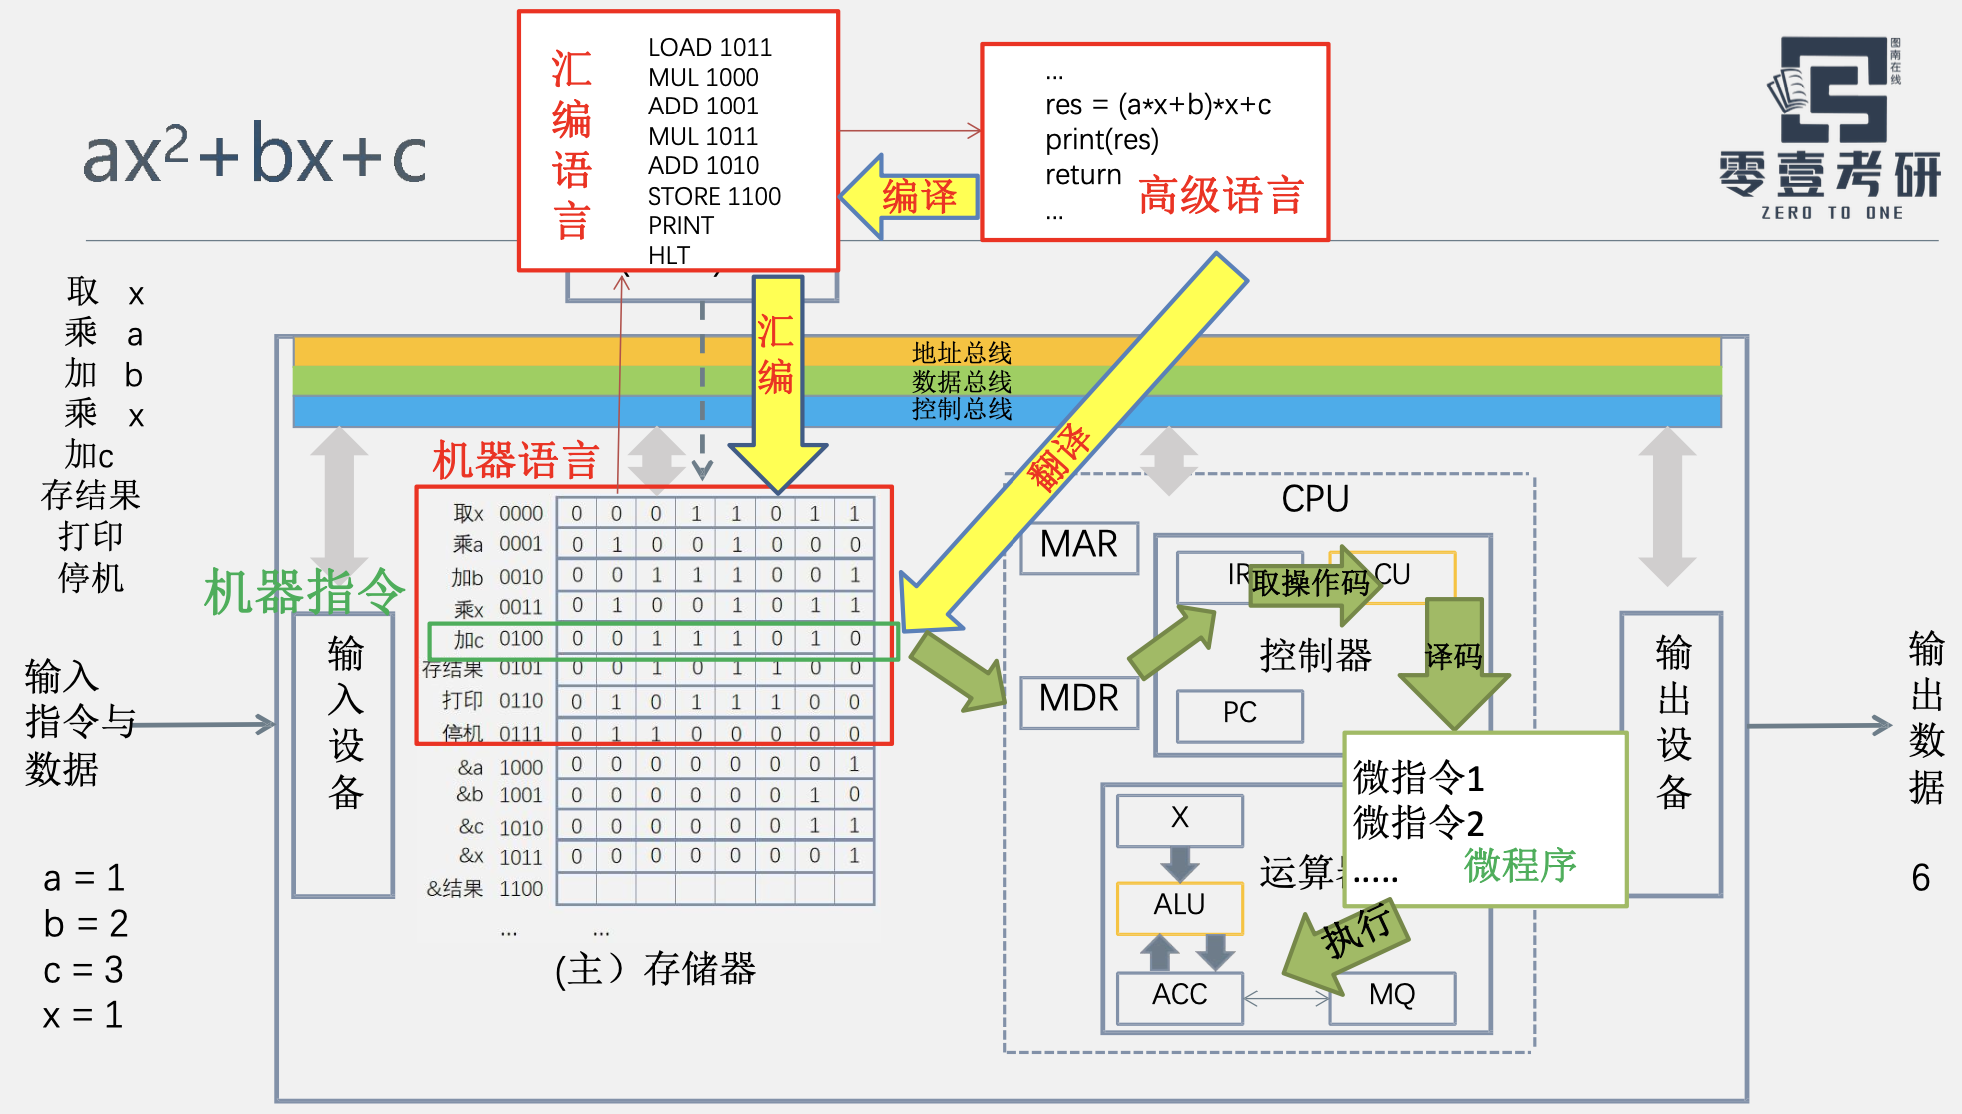 ax²+bx+c
汇编语言
LOAD 1011
MUL 1000
ADD 1001
MUL 1011
ADD 1010
STORE 1100
PRINT
HLT
...
res = (a*x+b)*x+c
print(res)
return
...
高级语言
编译
图南在线
零壹考研
ZERO TO ONE
取 x
乘 a
加 b
乘 x
加c
存结果
打印
停机
汇编
翻译
地址总线
数据总线
控制总线
机器语言
机器指令
取x 0000 0 0 0 1 1 0 1 1
乘a 0001 0 1 0 0 1 0 0 0
加b 0010 0 0 1 1 1 0 0 1
乘x 0011 0 1 0 0 1 0 1 1
加c 0100 0 0 1 1 1 0 1 0
存结果 0101 0 0 1 0 1 1 0 0
打印 0110 0 1 0 1 1 1 0 0
停机 0111 0 1 1 0 0 0 0 0
&a 1000 0 0 0 0 0 0 0 1
&b 1001 0 0 0 0 0 0 1 0
&c 1010 0 0 0 0 0 0 1 1
&x 1011 0 0 0 0 0 0 0 1
&结果 1100
... ...
(主）存储器
输入
指令与
数据
输入设备
a = 1
b = 2
c = 3
x = 1
CPU
MAR
MDR
IR
取操作码
CU
控制器
译码
PC
微指令1
微指令2
.....
微程序
X
运算
ALU
执行
ACC
MQ
输出设备
输出数据
6